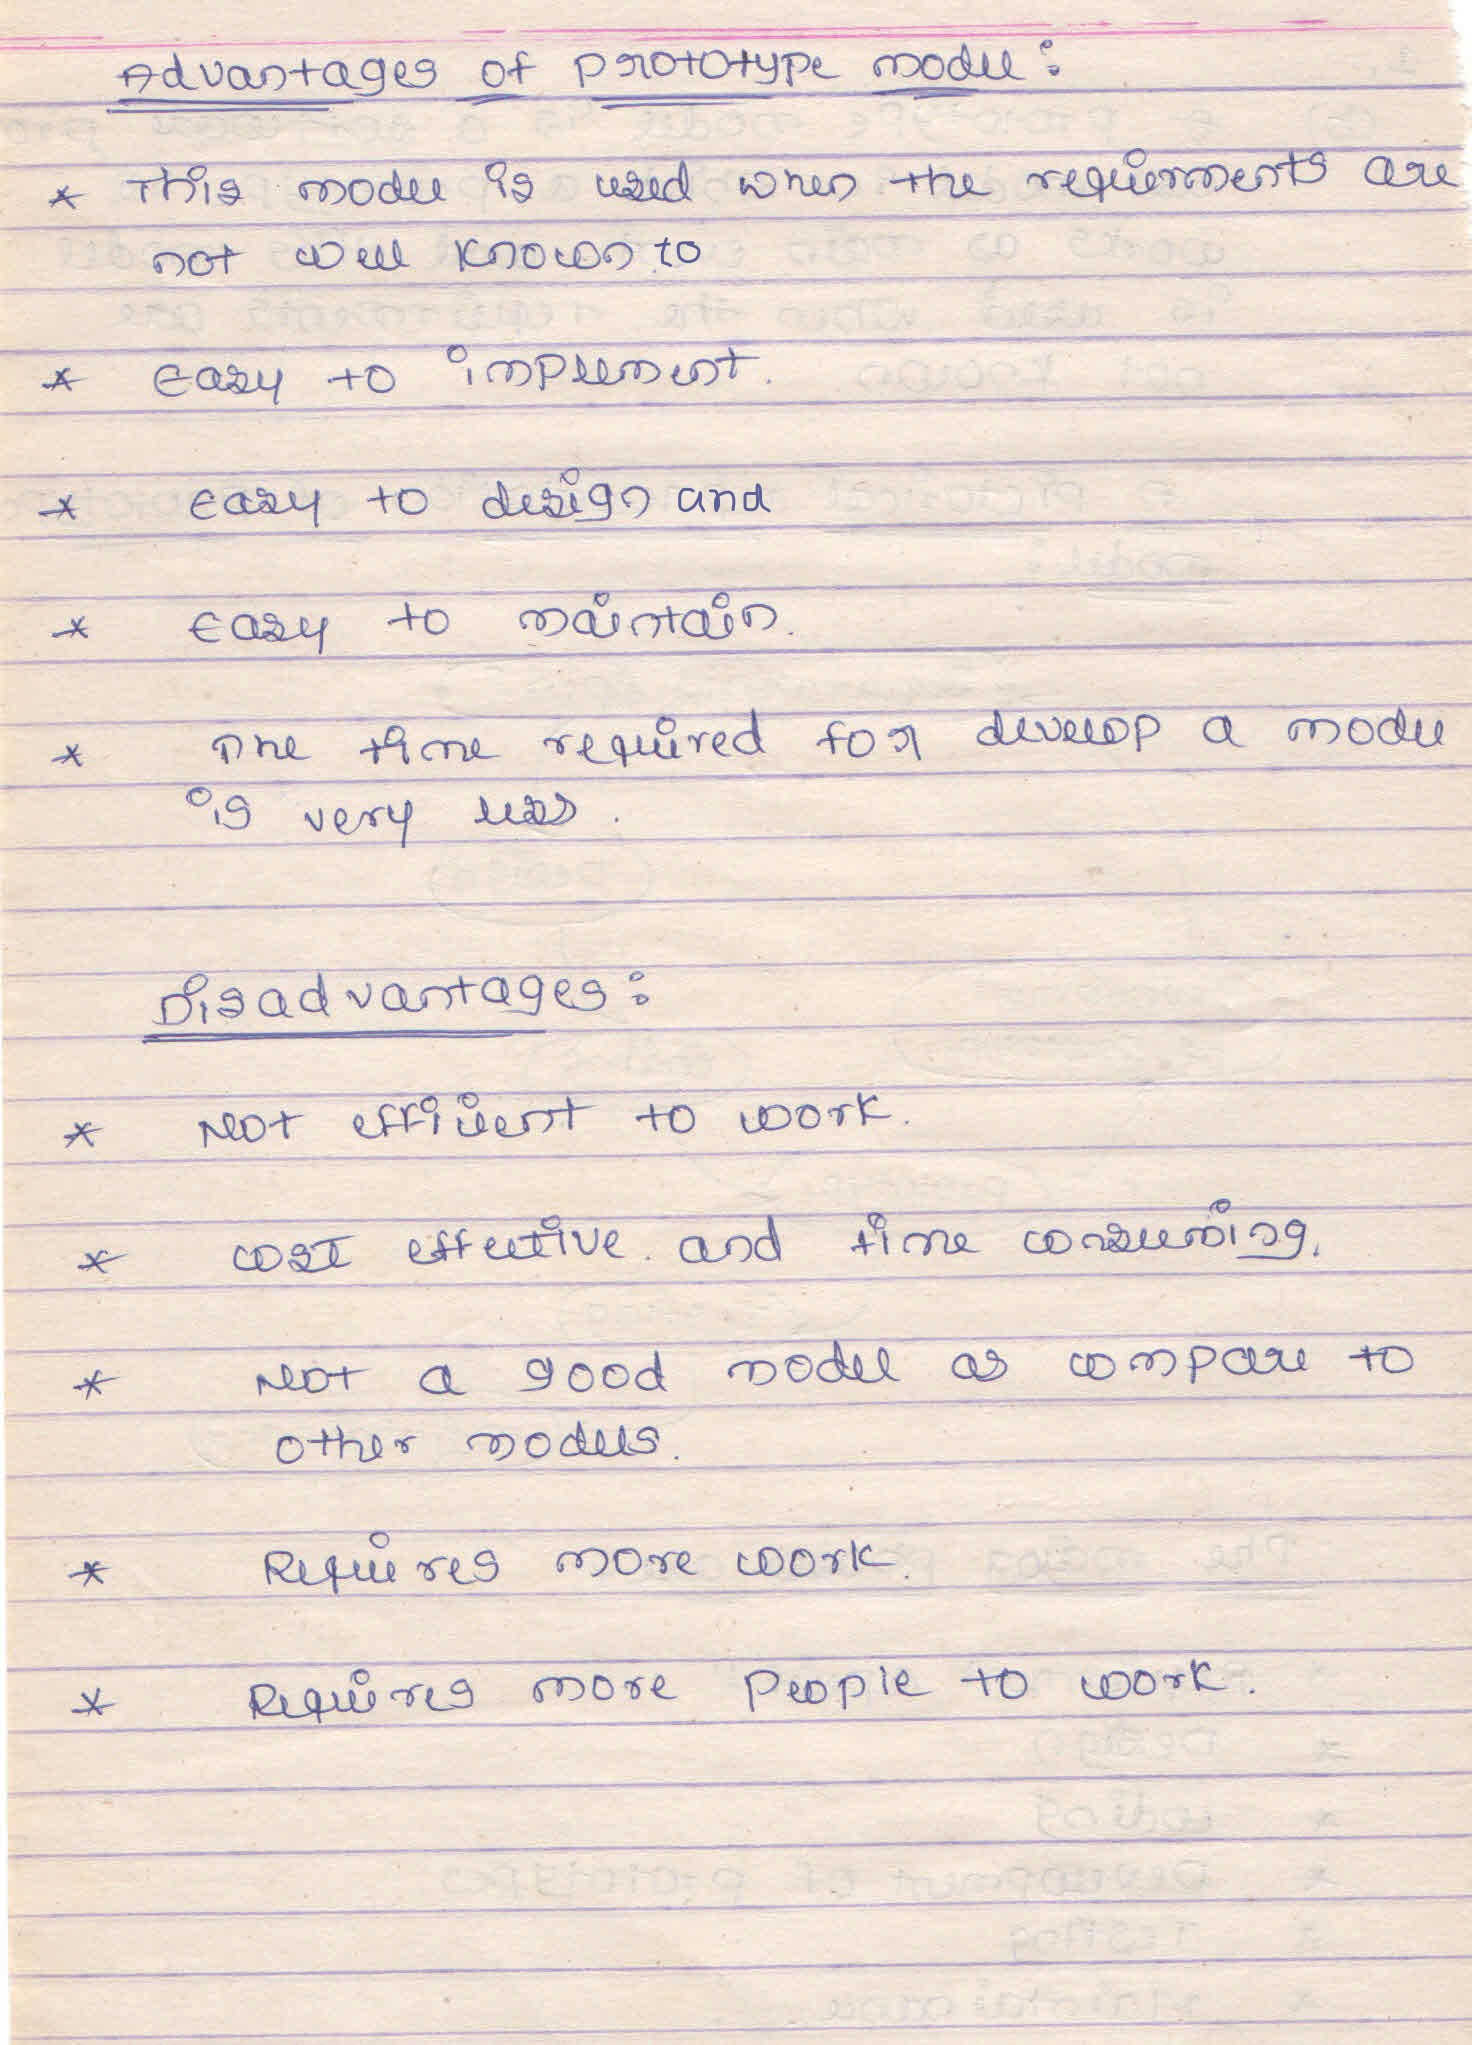 Advantages of prototype model:
* This model is used when the requirments are
not well known to
* Easy to implement.
* Easy to design and
* Easy to maintain.
* The time required for develop a model
is very less.
Disadvantages:
* Not efficient to work.
* cost effective and time consuming.
* Not a good model as compare to
other models.
* Requires more work.
* Requires more people to work.